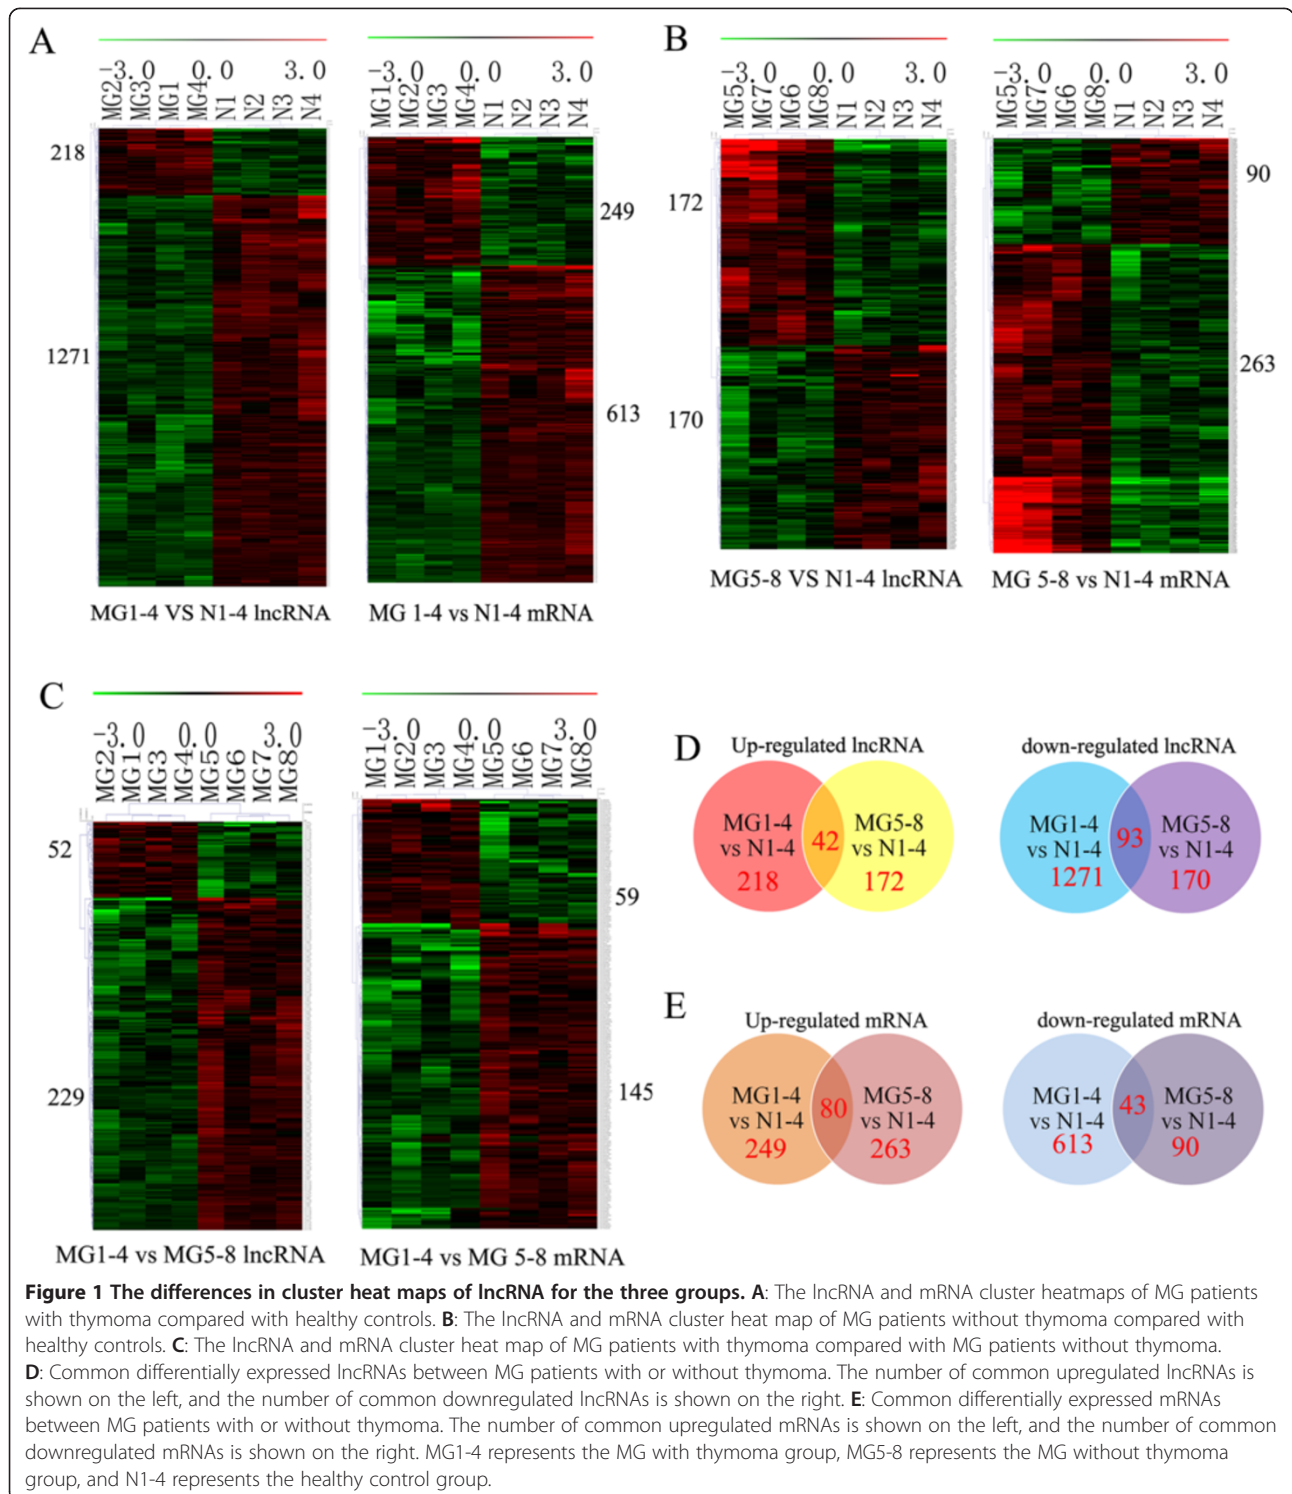 A
-3.0 0.0 3.0
MG2 MG3 MG1 MG4 N1 N2 N3 N4
218
1271
MG1-4 VS N1-4 lncRNA
-3.0 0.0 3.0
MG1 MG2 MG3 MG4 N1 N2 N3 N4
249
613
MG 1-4 vs N1-4 mRNA
B
-3.0 0.0 3.0
MG5 MG7 MG6 MG8 N1 N2 N3 N4
172
170
MG5-8 VS N1-4 lncRNA
-3.0 0.0 3.0
MG5 MG7 MG6 MG8 N1 N2 N3 N4
90
263
MG 5-8 vs N1-4 mRNA
C
-3.0 0.0 3.0
MG2 MG1 MG3 MG4 MG5 MG6 MG7 MG8
52
229
MG1-4 vs MG5-8 lncRNA
-3.0 0.0 3.0
MG1 MG2 MG3 MG4 MG5 MG6 MG7 MG8
59
145
MG1-4 vs MG 5-8 mRNA
D
Up-regulated lncRNA
MG1-4
vs N1-4
218
42
MG5-8
vs N1-4
172
down-regulated lncRNA
MG1-4
vs N1-4
1271
93
MG5-8
vs N1-4
170
E
Up-regulated mRNA
MG1-4
vs N1-4
249
80
MG5-8
vs N1-4
263
down-regulated mRNA
MG1-4
vs N1-4
613
43
MG5-8
vs N1-4
90
Figure 1 The differences in cluster heat maps of lncRNA for the three groups. A: The lncRNA and mRNA cluster heatmaps of MG patients
with thymoma compared with healthy controls. B: The lncRNA and mRNA cluster heat map of MG patients without thymoma compared with
healthy controls. C: The lncRNA and mRNA cluster heat map of MG patients with thymoma compared with MG patients without thymoma.
D: Common differentially expressed lncRNAs between MG patients with or without thymoma. The number of common upregulated lncRNAs is
shown on the left, and the number of common downregulated lncRNAs is shown on the right. E: Common differentially expressed mRNAs
between MG patients with or without thymoma. The number of common upregulated mRNAs is shown on the left, and the number of common
downregulated mRNAs is shown on the right. MG1-4 represents the MG with thymoma group, MG5-8 represents the MG without thymoma
group, and N1-4 represents the healthy control group.